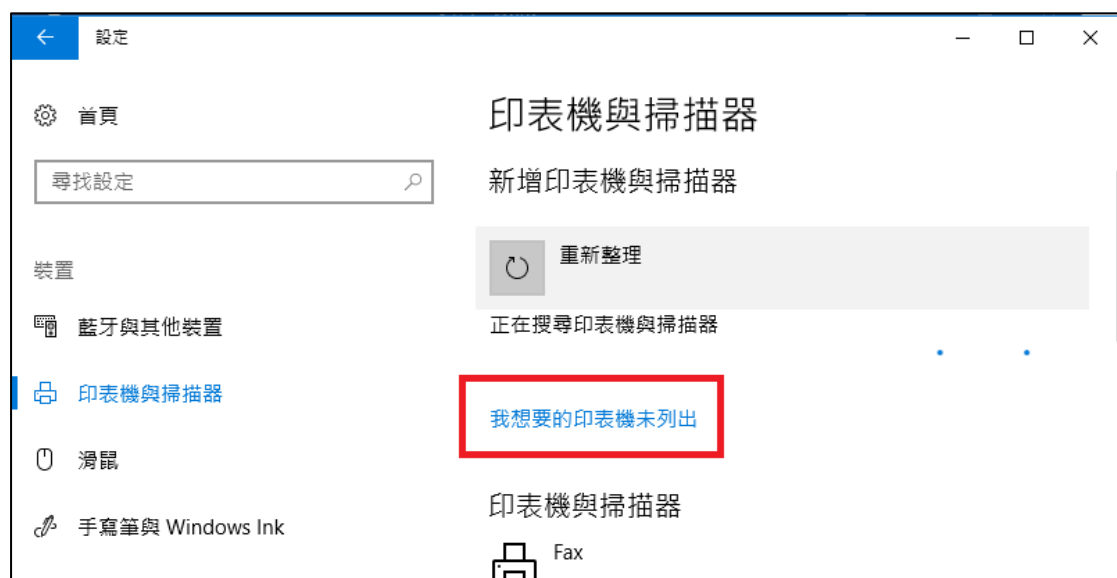 設定
首頁
尋找設定
裝置
藍牙與其他裝置
印表機與掃描器
滑鼠
手寫筆與 Windows Ink
印表機與掃描器
新增印表機與掃描器
重新整理
正在搜尋印表機與掃描器
我想要的印表機未列出
印表機與掃描器
Fax